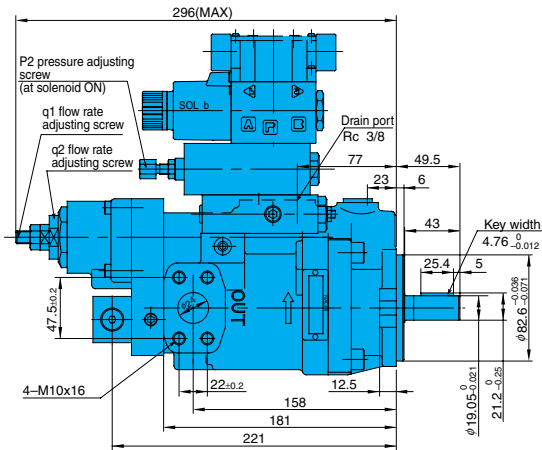 296(MAX)
P2 pressure adjusting
screw
(at solenoid ON)
SOL b
q1 flow rate
adjusting screw
q2 flow rate
adjusting screw
A P B
Drain port
Rc 3/8
77
49.5
23
6
43
Key width
4.76 0 -0.012
25.4
5
47.5±0.2
OUT
4–M10x16
22±0.2
12.5
158
181
221
φ19.05 0 -0.021
21.2 0 -0.25
φ82.6 -0.036 -0.071